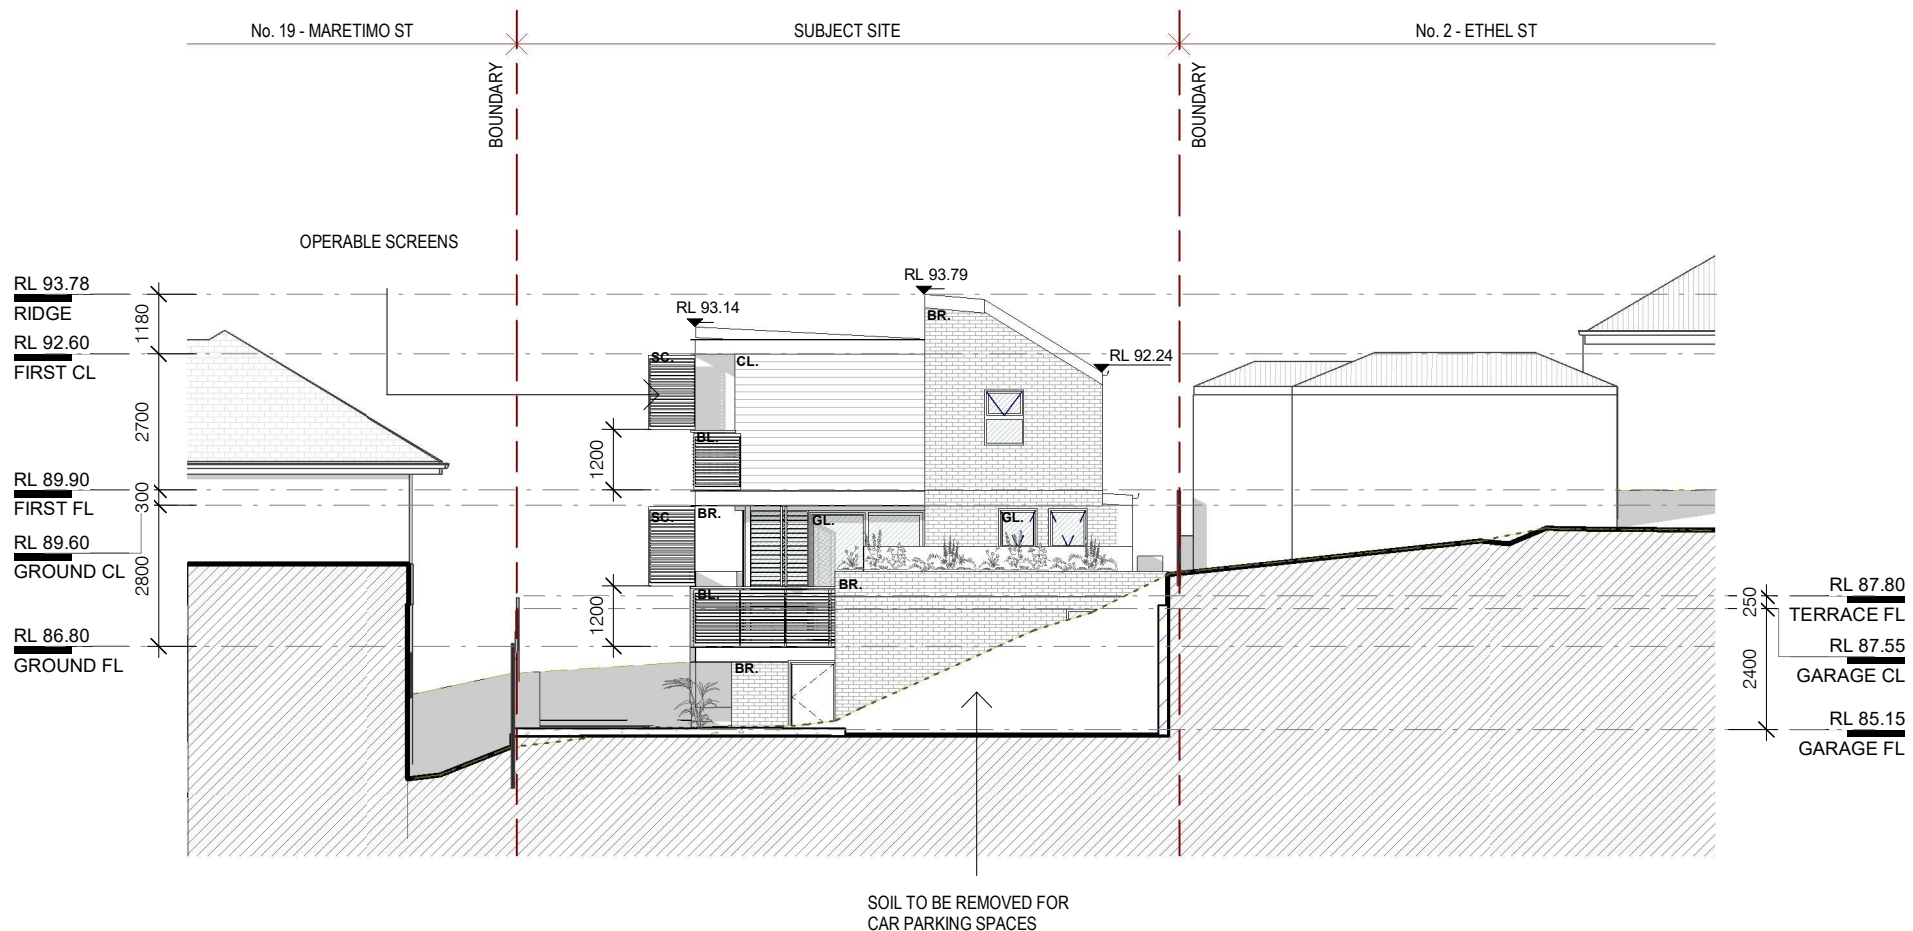 No. 19 - MARETIMO ST
SUBJECT SITE
No. 2 - ETHEL ST
BOUNDARY
BOUNDARY
OPERABLE SCREENS
RL 93.78
RIDGE
1180
RL 92.60
FIRST CL
2700
RL 89.90
FIRST FL
300
RL 89.60
GROUND CL
2800
RL 86.80
GROUND FL
RL 93.14
RL 93.79
RL 92.24
BR.
SC.
CL.
BL.
1200
SC.
BR.
GL.
GL.
BR.
BL.
1200
BR.
RL 87.80
TERRACE FL
250
RL 87.55
GARAGE CL
2400
RL 85.15
GARAGE FL
SOIL TO BE REMOVED FOR
CAR PARKING SPACES